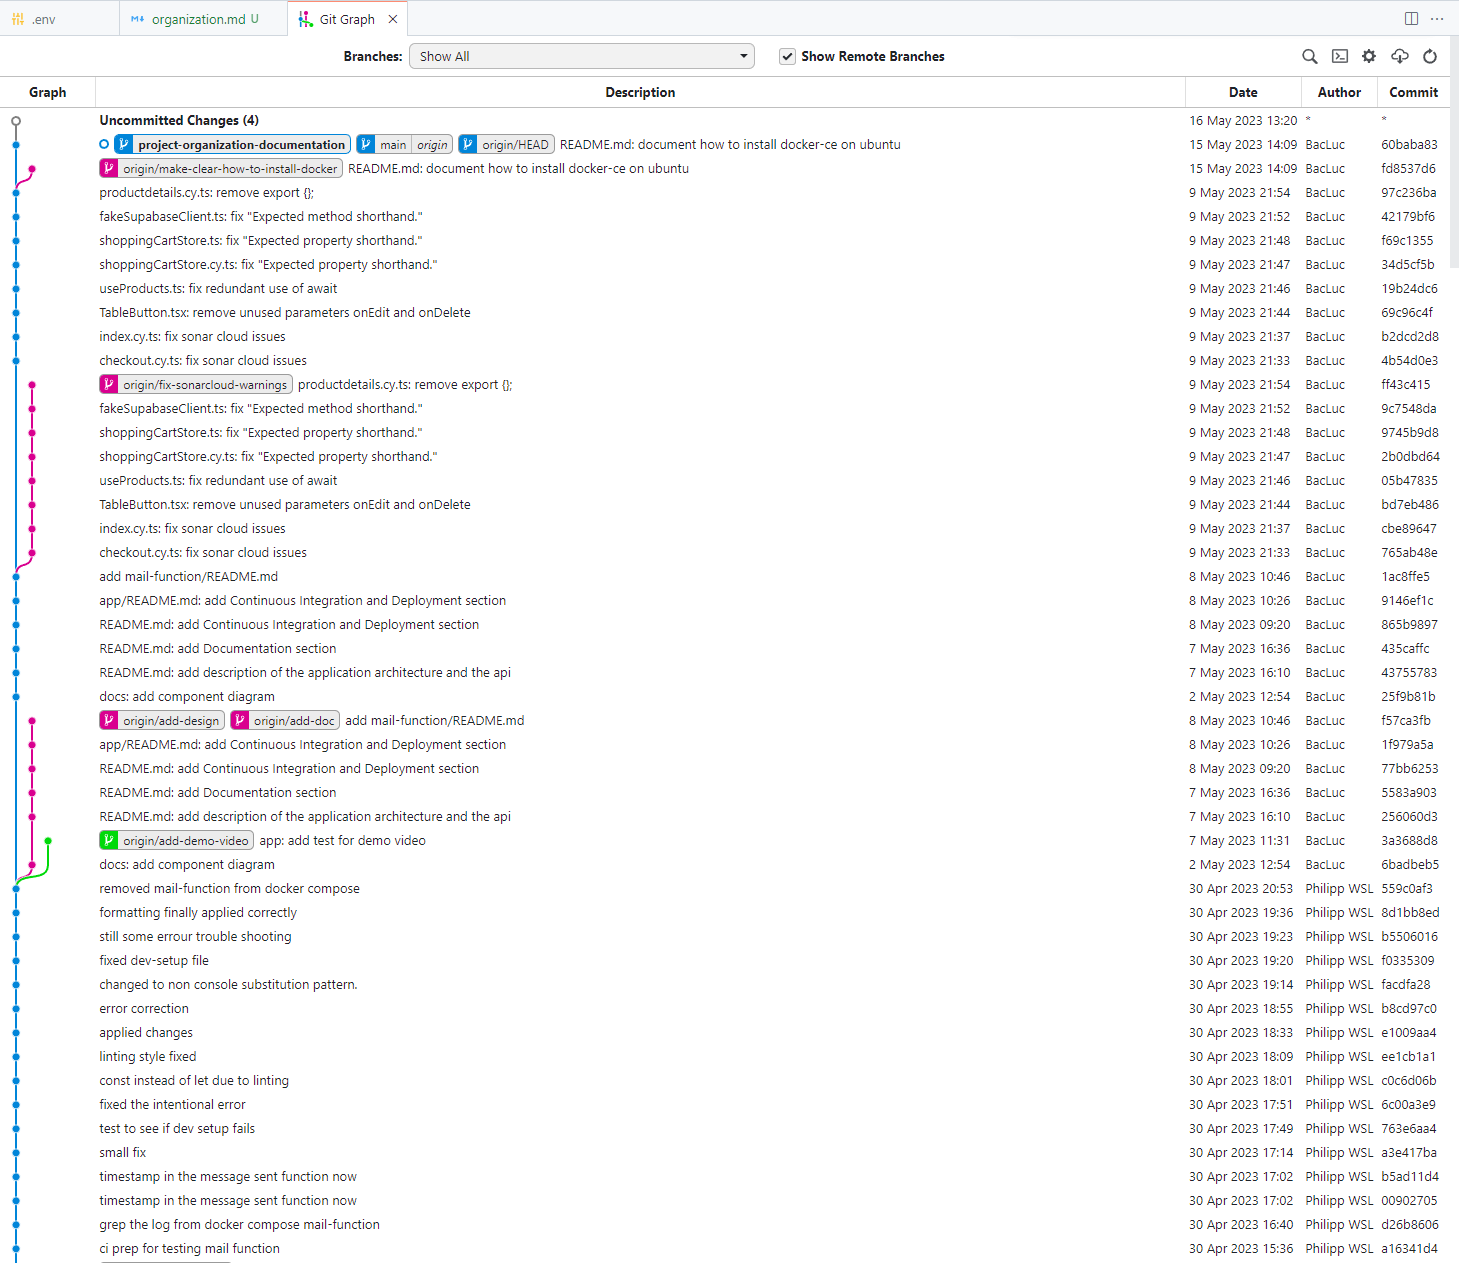 .env
organization.md U
Git Graph
Branches: Show All Show Remote Branches
Graph Description Date Author Commit
Uncommitted Changes (4) 16 May 2023 13:20 * *
project-organization-documentation main origin origin/HEAD README.md: document how to install docker-ce on ubuntu 15 May 2023 14:09 BacLuc 60baba83
origin/make-clear-how-to-install-docker README.md: document how to install docker-ce on ubuntu 15 May 2023 14:09 BacLuc fd8537d6
productdetails.cy.ts: remove export {}; 9 May 2023 21:54 BacLuc 97c236ba
fakeSupabaseClient.ts: fix "Expected method shorthand." 9 May 2023 21:52 BacLuc 42179bf6
shoppingCartStore.ts: fix "Expected property shorthand." 9 May 2023 21:48 BacLuc f69c1355
shoppingCartStore.cy.ts: fix "Expected property shorthand." 9 May 2023 21:47 BacLuc 34d5cf5b
useProducts.ts: fix redundant use of await 9 May 2023 21:46 BacLuc 19b24dc6
TableButton.tsx: remove unused parameters onEdit and onDelete 9 May 2023 21:44 BacLuc 69c96c4f
index.cy.ts: fix sonar cloud issues 9 May 2023 21:37 BacLuc b2dcd2d8
checkout.cy.ts: fix sonar cloud issues 9 May 2023 21:33 BacLuc 4b54d0e3
origin/fix-sonarcloud-warnings productdetails.cy.ts: remove export {}; 9 May 2023 21:54 BacLuc ff43c415
fakeSupabaseClient.ts: fix "Expected method shorthand." 9 May 2023 21:52 BacLuc 9c7548da
shoppingCartStore.ts: fix "Expected property shorthand." 9 May 2023 21:48 BacLuc 9745b9d8
shoppingCartStore.cy.ts: fix "Expected property shorthand." 9 May 2023 21:47 BacLuc 2b0dbd64
useProducts.ts: fix redundant use of await 9 May 2023 21:46 BacLuc 05b47835
TableButton.tsx: remove unused parameters onEdit and onDelete 9 May 2023 21:44 BacLuc bd7eb486
index.cy.ts: fix sonar cloud issues 9 May 2023 21:37 BacLuc cbe89647
checkout.cy.ts: fix sonar cloud issues 9 May 2023 21:33 BacLuc 765ab48e
add mail-function/README.md 8 May 2023 10:46 BacLuc 1ac8ffe5
app/README.md: add Continuous Integration and Deployment section 8 May 2023 10:26 BacLuc 9146ef1c
README.md: add Continuous Integration and Deployment section 8 May 2023 09:20 BacLuc 865b9897
README.md: add Documentation section 7 May 2023 16:36 BacLuc 435caffc
README.md: add description of the application architecture and the api 7 May 2023 16:10 BacLuc 43755783
docs: add component diagram 2 May 2023 12:54 BacLuc 25f9b81b
origin/add-design origin/add-doc add mail-function/README.md 8 May 2023 10:46 BacLuc f57ca3fb
app/README.md: add Continuous Integration and Deployment section 8 May 2023 10:26 BacLuc 1f979a5a
README.md: add Continuous Integration and Deployment section 8 May 2023 09:20 BacLuc 77bb6253
README.md: add Documentation section 7 May 2023 16:36 BacLuc 5583a903
README.md: add description of the application architecture and the api 7 May 2023 16:10 BacLuc 256060d3
origin/add-demo-video app: add test for demo video 7 May 2023 11:31 BacLuc 3a3688d8
docs: add component diagram 2 May 2023 12:54 BacLuc 6badbeb5
removed mail-function from docker compose 30 Apr 2023 20:53 Philipp WSL 559c0af3
formatting finally applied correctly 30 Apr 2023 19:36 Philipp WSL 8d1bb8ed
still some errour trouble shooting 30 Apr 2023 19:23 Philipp WSL b5506016
fixed dev-setup file 30 Apr 2023 19:20 Philipp WSL f0335309
changed to non console substitution pattern. 30 Apr 2023 19:14 Philipp WSL facdfa28
error correction 30 Apr 2023 18:55 Philipp WSL b8cd97c0
applied changes 30 Apr 2023 18:33 Philipp WSL e1009aa4
linting style fixed 30 Apr 2023 18:09 Philipp WSL ee1cb1a1
const instead of let due to linting 30 Apr 2023 18:01 Philipp WSL c0c6d06b
fixed the intentional error 30 Apr 2023 17:51 Philipp WSL 6c00a3e9
test to see if dev setup fails 30 Apr 2023 17:49 Philipp WSL 763e6aa4
small fix 30 Apr 2023 17:14 Philipp WSL a3e417ba
timestamp in the message sent function now 30 Apr 2023 17:02 Philipp WSL b5ad11d4
timestamp in the message sent function now 30 Apr 2023 17:02 Philipp WSL 00902705
grep the log from docker compose mail-function 30 Apr 2023 16:40 Philipp WSL d26b8606
ci prep for testing mail function 30 Apr 2023 15:36 Philipp WSL a16341d4